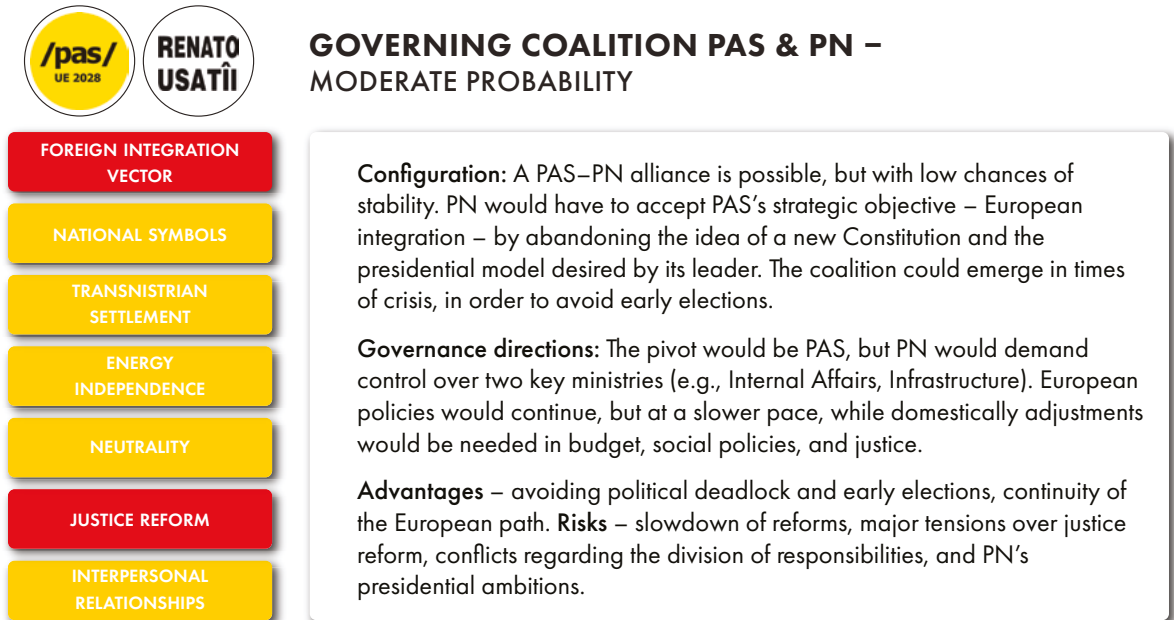 /pas/
UE 2028
RENATO
USATÎI
GOVERNING COALITION PAS & PN –
MODERATE PROBABILITY
FOREIGN INTEGRATION
VECTOR
NATIONAL SYMBOLS
TRANSNISTRIAN
SETTLEMENT
ENERGY
INDEPENDENCE
NEUTRALITY
JUSTICE REFORM
INTERPERSONAL
RELATIONSHIPS
Configuration: A PAS–PN alliance is possible, but with low chances of
stability. PN would have to accept PAS’s strategic objective – European
integration – by abandoning the idea of a new Constitution and the
presidential model desired by its leader. The coalition could emerge in times
of crisis, in order to avoid early elections.
Governance directions: The pivot would be PAS, but PN would demand
control over two key ministries (e.g., Internal Affairs, Infrastructure). European
policies would continue, but at a slower pace, while domestically adjustments
would be needed in budget, social policies, and justice.
Advantages – avoiding political deadlock and early elections, continuity of
the European path. Risks – slowdown of reforms, major tensions over justice
reform, conflicts regarding the division of responsibilities, and PN’s
presidential ambitions.